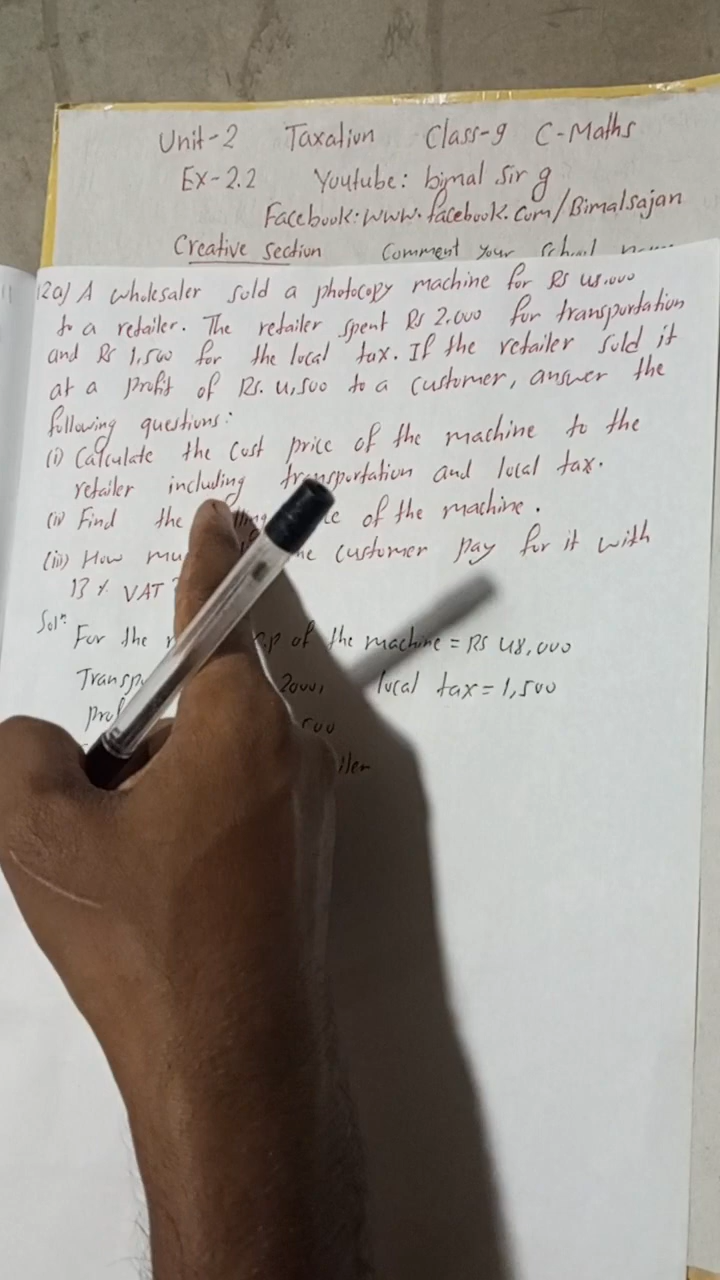 Unit-2 Taxation Class-9 C-Maths
Ex-2.2 Youtube: bimal sir g
Facebook: www.facebook.com/Bimalsajan
Creative section Comment your School
12a) A wholesaler sold a photocopy machine for Rs 48,000
to a retailer. The retailer spent Rs 2,000 for transportation
and Rs 1,500 for the local tax. If the retailer sold it
at a profit of Rs. 4,500 to a customer, answer the
following questions:
(i) Calculate the cost price of the machine to the
retailer including transportation and local tax.
(ii) Find the of the machine.
(iii) How customer pay for it with
13% VAT
Solⁿ
For the of the machine = RS 48,000
2000, local tax = 1,500
500